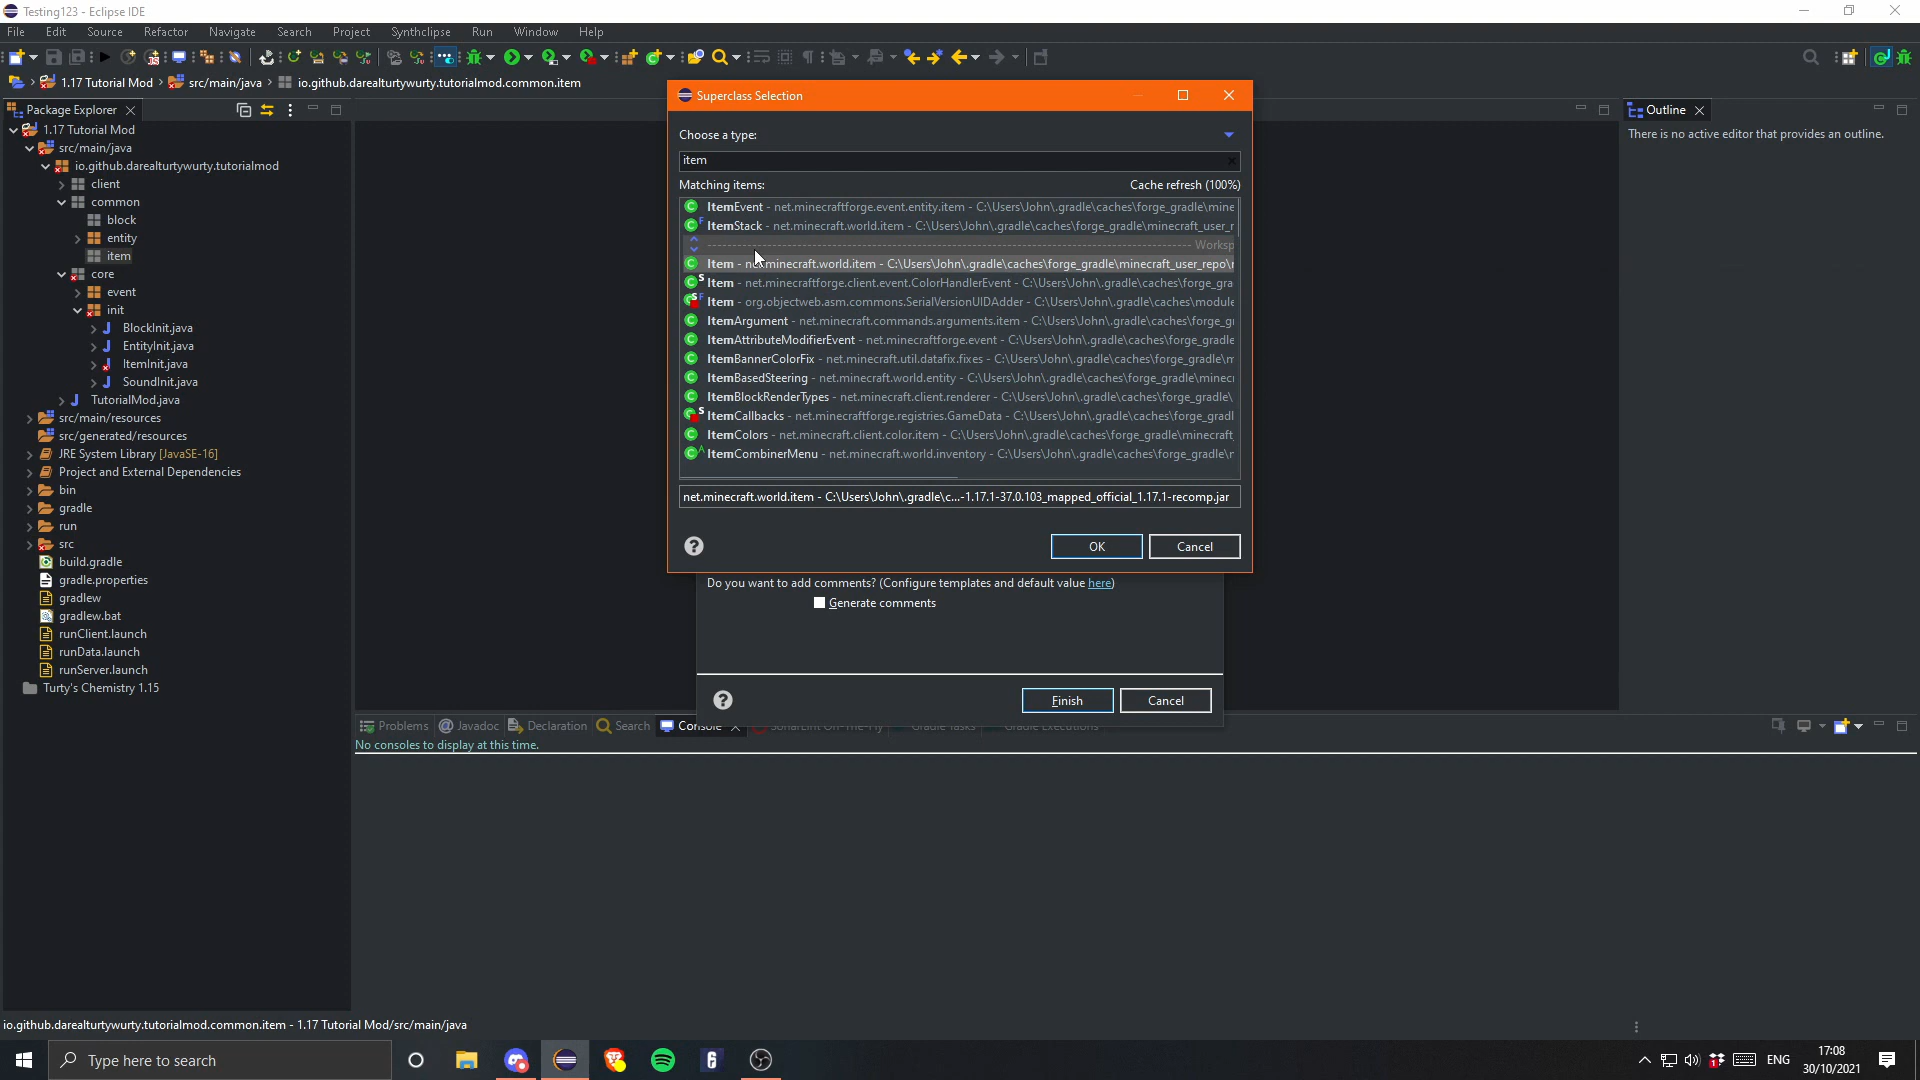 Testing123 - Eclipse IDE
File Edit Source Refactor Navigate Search Project Synthclipse Run Window Help
1.17 Tutorial Mod > src/main/java > io.github.darealturtywurty.tutorialmod.common.item
Package Explorer
1.17 Tutorial Mod
src/main/java
io.github.darealturtywurty.tutorialmod
client
common
block
entity
item
core
event
init
BlockInit.java
EntityInit.java
ItemInit.java
SoundInit.java
TutorialMod.java
src/main/resources
src/generated/resources
JRE System Library [JavaSE-16]
Project and External Dependencies
bin
gradle
run
src
build.gradle
gradle.properties
gradlew
gradlew.bat
runClient.launch
runData.launch
runServer.launch
Turty's Chemistry 1.15
Superclass Selection
Choose a type:
item
Matching items: Cache refresh (100%)
ItemEvent - net.minecraftforge.event.entity.item - C:\Users\John\.gradle\caches\forge_gradle\mine
ItemStack - net.minecraft.world.item - C:\Users\John\.gradle\caches\forge_gradle\minecraft_user_r
Worksp
Item - net.minecraft.world.item - C:\Users\John\.gradle\caches\forge_gradle\minecraft_user_repo\
Item - net.minecraftforge.client.event.ColorHandlerEvent - C:\Users\John\.gradle\caches\forge_gra
Item - org.objectweb.asm.commons.SerialVersionUIDAdder - C:\Users\John\.gradle\caches\module
ItemArgument - net.minecraft.commands.arguments.item - C:\Users\John\.gradle\caches\forge_g
ItemAttributeModifierEvent - net.minecraftforge.event - C:\Users\John\.gradle\caches\forge_gradle
ItemBannerColorFix - net.minecraft.util.datafix.fixes - C:\Users\John\.gradle\caches\forge_gradle\m
ItemBasedSteering - net.minecraft.world.entity - C:\Users\John\.gradle\caches\forge_gradle\minec
ItemBlockRenderTypes - net.minecraft.client.renderer - C:\Users\John\.gradle\caches\forge_gradle\
ItemCallbacks - net.minecraftforge.registries.GameData - C:\Users\John\.gradle\caches\forge_gradl
ItemColors - net.minecraft.client.color.item - C:\Users\John\.gradle\caches\forge_gradle\minecraft_
ItemCombinerMenu - net.minecraft.world.inventory - C:\Users\John\.gradle\caches\forge_gradle\
net.minecraft.world.item - C:\Users\John\.gradle\c...-1.17.1-37.0.103_mapped_official_1.17.1-recomp.jar
OK Cancel
Do you want to add comments? (Configure templates and default value here)
Generate comments
Finish Cancel
Outline
There is no active editor that provides an outline.
Problems @ Javadoc Declaration Search Console
No consoles to display at this time.
io.github.darealturtywurty.tutorialmod.common.item - 1.17 Tutorial Mod/src/main/java
Type here to search
ENG
17:08
30/10/2021